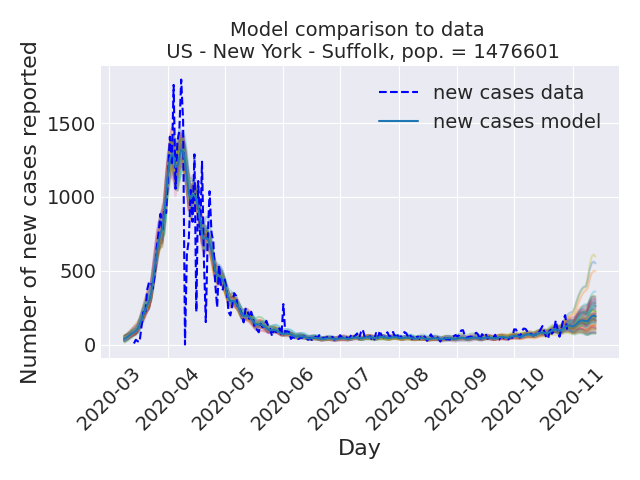 Model comparison to data
US - New York - Suffolk, pop. = 1476601
new cases data
new cases model
Number of new cases reported
1500
1000
500
0
2020-03
2020-04
2020-05
2020-06
2020-07
2020-08
2020-09
2020-10
2020-11
Day